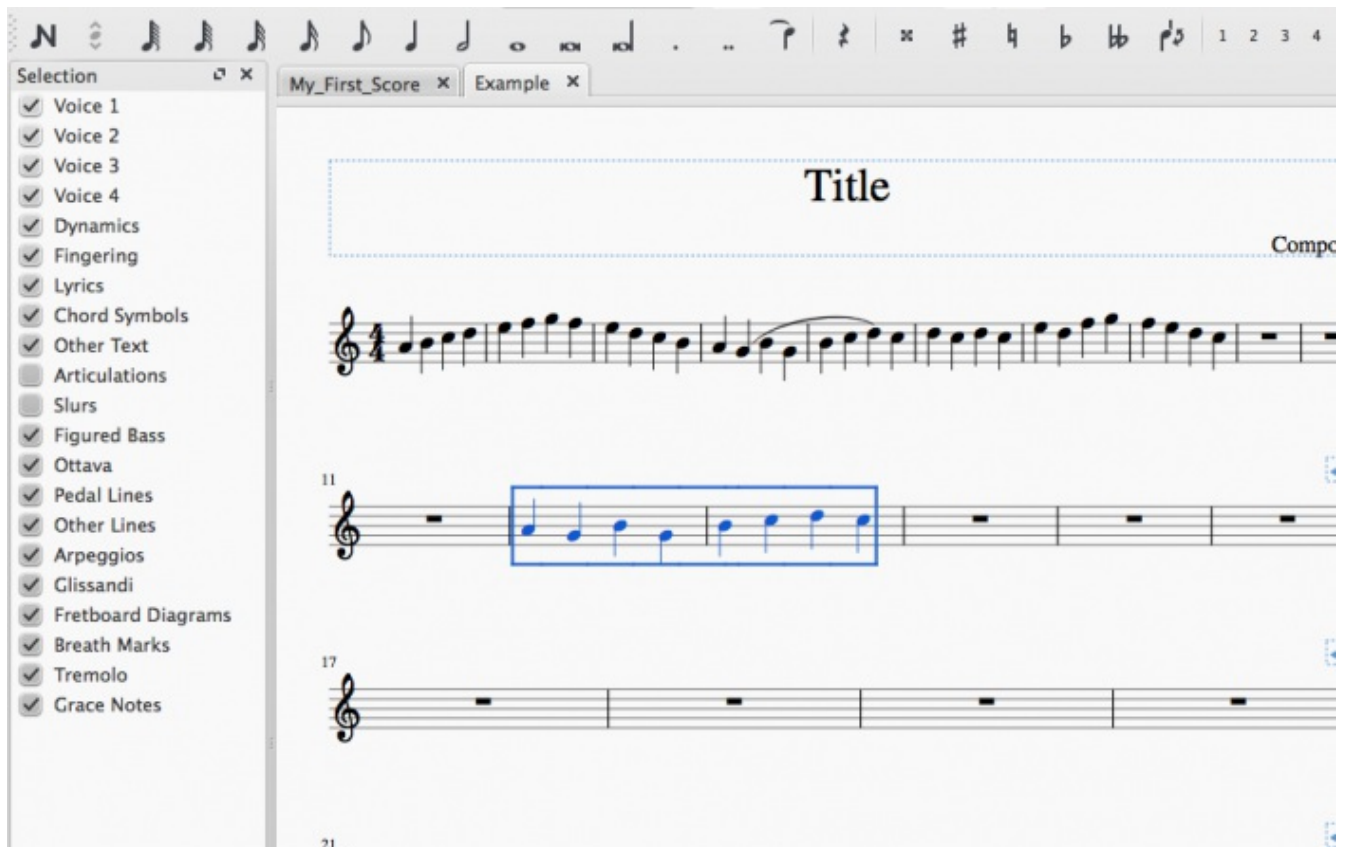 N 1 2 3 4
Selection
My_First_Score
Example
Voice 1
Voice 2
Voice 3
Voice 4
Dynamics
Fingering
Lyrics
Chord Symbols
Other Text
Articulations
Slurs
Figured Bass
Ottava
Pedal Lines
Other Lines
Arpeggios
Glissandi
Fretboard Diagrams
Breath Marks
Tremolo
Grace Notes
Title
Compo
4
4
11
17
21